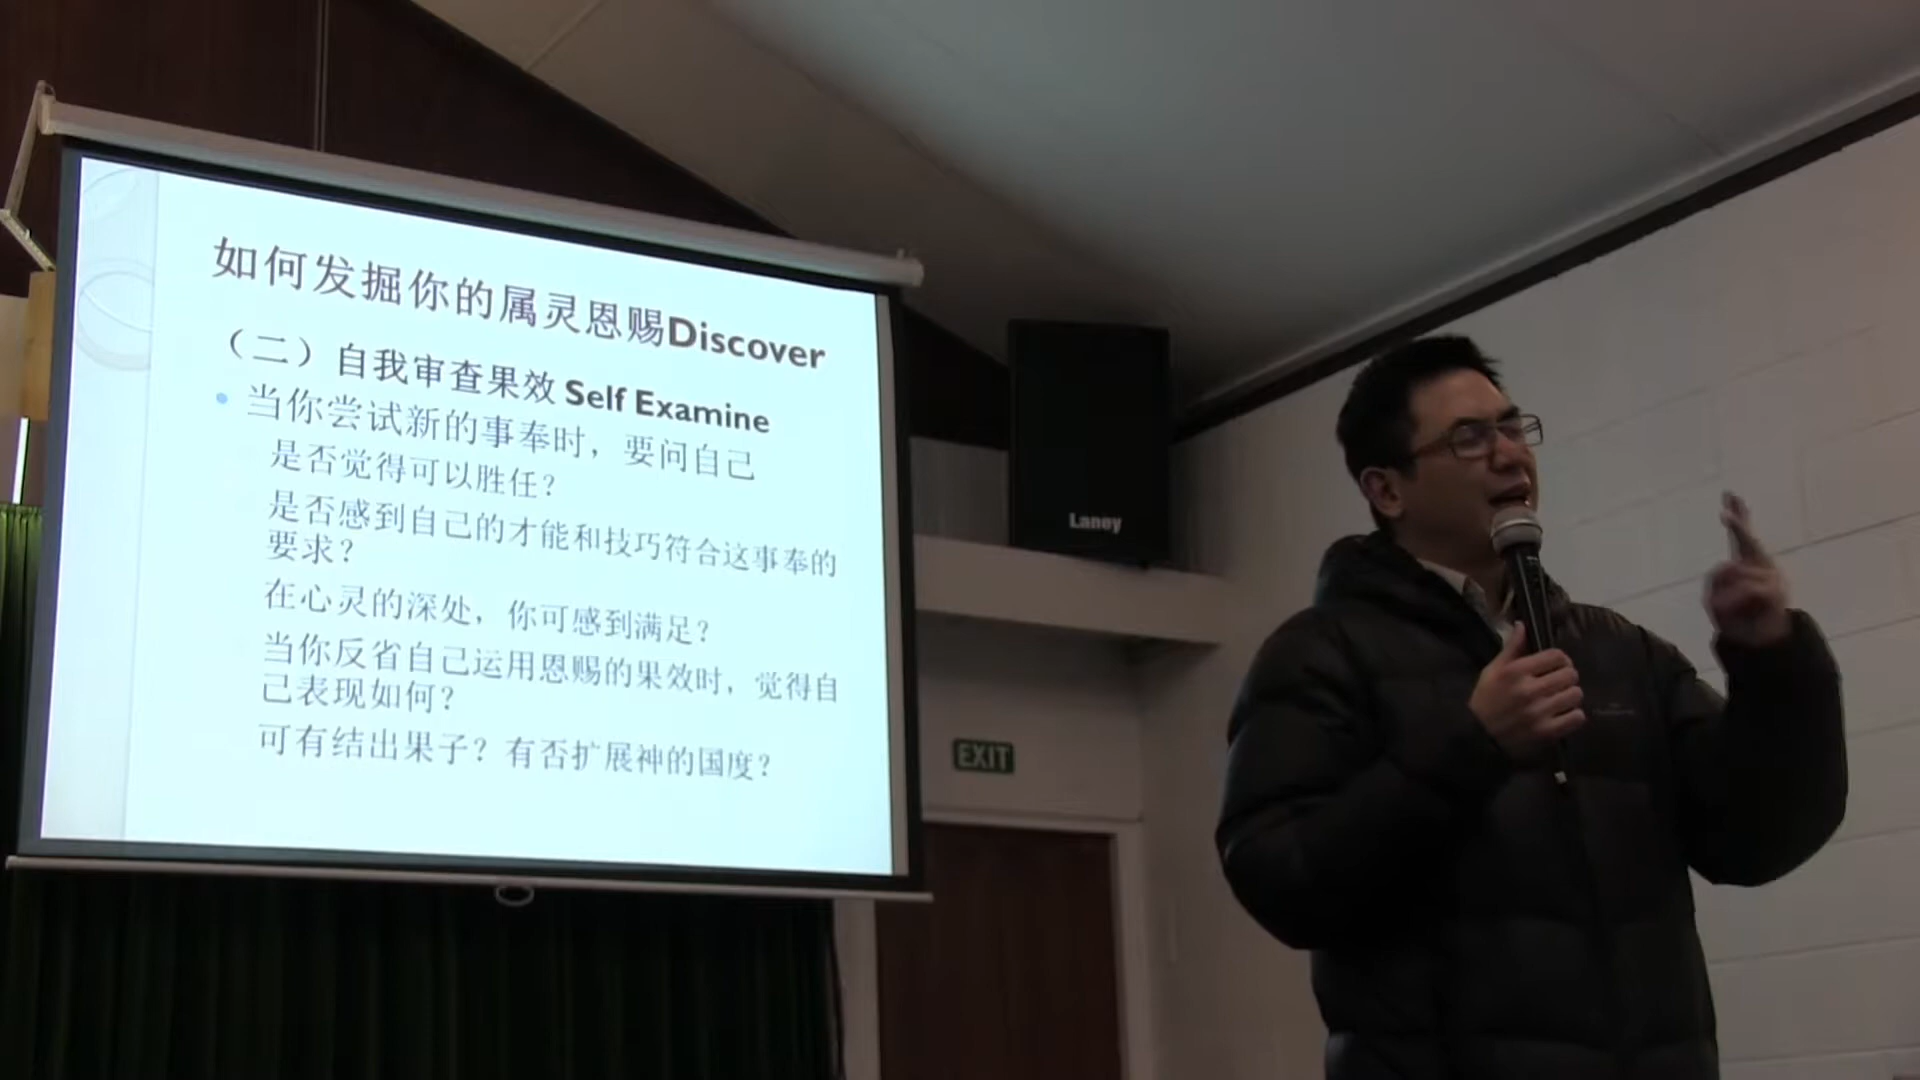 如何发掘你的属灵恩赐Discover
（二）自我审查果效 Self Examine
当你尝试新的事奉时，要问自己
是否觉得可以胜任？
是否感到自己的才能和技巧符合这事奉的
要求？
在心灵的深处，你可感到满足？
当你反省自己运用恩赐的果效时，觉得自
己表现如何？
可有结出果子？有否扩展神的国度？
Laney
EXIT